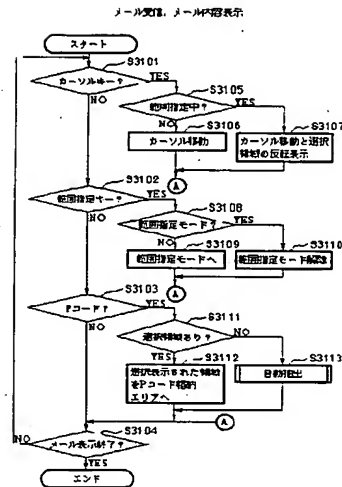 メール受信、メール内容表示
スタート
S3101
カーソルキー?
YES
NO
S3105
範囲指定中?
YES
NO
S3106
カーソル移動
S3107
カーソル移動と選択
領域の反転表示
A
S3102
範囲指定キー?
YES
NO
S3108
範囲指定モード?
YES
NO
S3109
範囲指定モードへ
S3110
範囲指定モード解除
A
S3103
Pコード?
YES
NO
S3111
選択領域あり?
NO
YES
S3112
選択表示された領域
をPコード格納
エリアへ
S3113
自動抽出
A
S3104
メール表示終了?
NO
YES
エンド